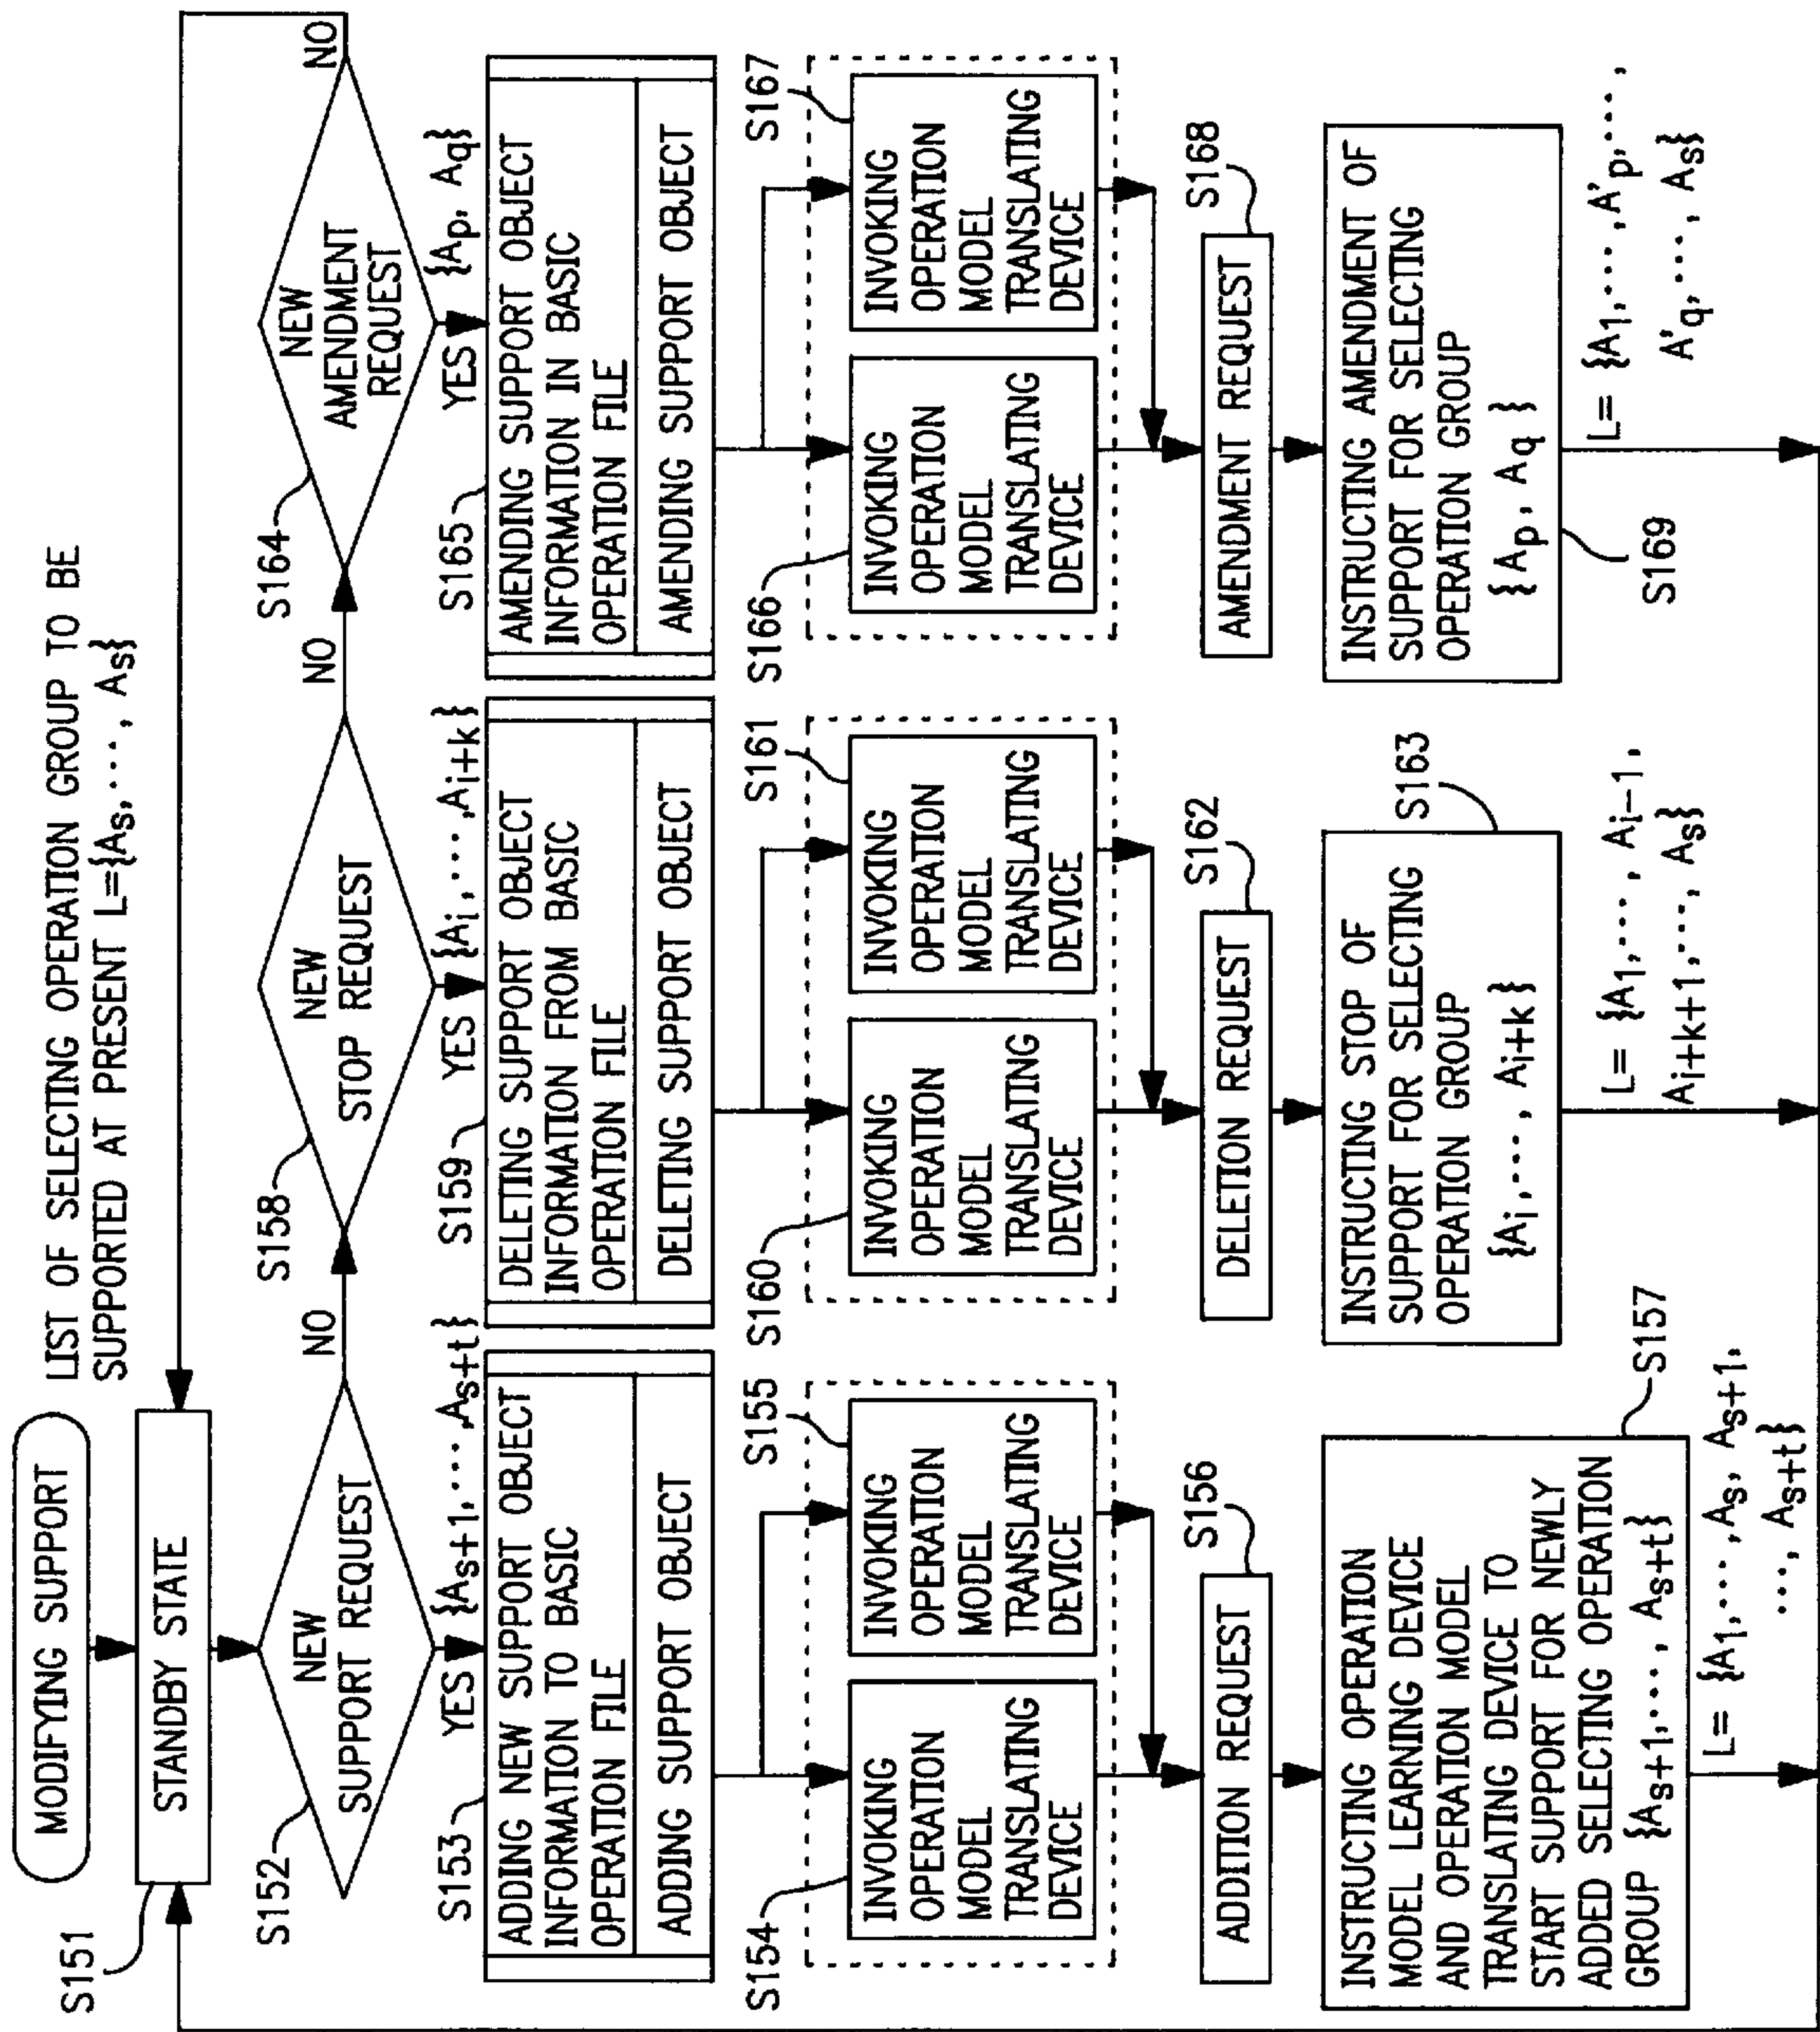 MODIFYING SUPPORT
LIST OF SELECTING OPERATION GROUP TO BE
SUPPORTED AT PRESENT L={As,···, As}
S151
STANDBY STATE
S152
NEW
SUPPORT REQUEST
NO
S158
NEW
STOP REQUEST
NO
S164
NEW
AMENDMENT
REQUEST
NO
S153
YES
{As+1,···,As+t}
ADDING NEW SUPPORT OBJECT
INFORMATION TO BASIC
OPERATION FILE
ADDING SUPPORT OBJECT
S154
INVOKING
OPERATION
MODEL
TRANSLATING
DEVICE
S155
INVOKING
OPERATION
MODEL
TRANSLATING
DEVICE
S156
ADDITION REQUEST
INSTRUCTING OPERATION
MODEL LEARNING DEVICE
AND OPERATION MODEL
TRANSLATING DEVICE TO
START SUPPORT FOR NEWLY
ADDED SELECTING OPERATION
GROUP {As+1,···, As+t}
S157
L= {A1,···,As, As+1,
···, As+t}
S159
YES
{Ai,···,Ai+k}
DELETING SUPPORT OBJECT
INFORMATION FROM BASIC
OPERATION FILE
DELETING SUPPORT OBJECT
S160
INVOKING
OPERATION
MODEL
TRANSLATING
DEVICE
S161
INVOKING
OPERATION
MODEL
TRANSLATING
DEVICE
S162
DELETION REQUEST
INSTRUCTING STOP OF
SUPPORT FOR SELECTING
OPERATION GROUP
{Ai,···, Ai+k}
S163
L= {A1,···, Ai-1,
Ai+k+1,···, As}
S165
YES
{Ap, Aq}
AMENDING SUPPORT OBJECT
INFORMATION IN BASIC
OPERATION FILE
AMENDING SUPPORT OBJECT
S166
INVOKING
OPERATION
MODEL
TRANSLATING
DEVICE
S167
INVOKING
OPERATION
MODEL
TRANSLATING
DEVICE
S168
AMENDMENT REQUEST
INSTRUCTING AMENDMENT OF
SUPPORT FOR SELECTING
OPERATION GROUP
{Ap, Aq}
S169
L= {A1,···,A'p,···,
A'q,···, As}